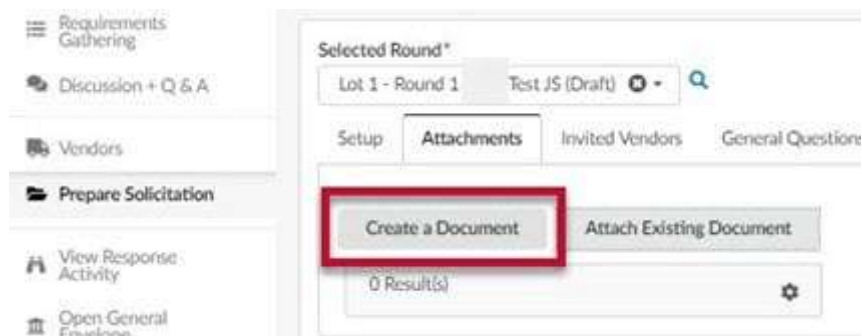 Requirements
Gathering
Discussion + Q & A
Vendors
Prepare Solicitation
View Response
Activity
Open General
Envelope
Selected Round*
Lot 1 - Round 1 Test JS (Draft)
Setup Attachments Invited Vendors General Questions
Create a Document Attach Existing Document
0 Result(s)